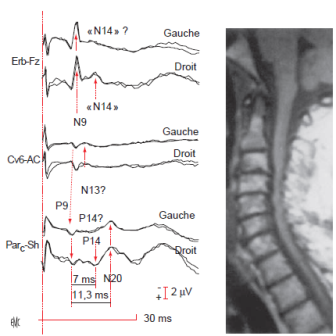 «N14» ?
Gauche
Erb-Fz
Droit
«N14»
N9
Gauche
Cv6-AC
Droit
N13?
P9
P14?
Gauche
P14
Droit
Parc-Sh
7 ms
N20
11,3 ms
+ 2 µV
30 ms